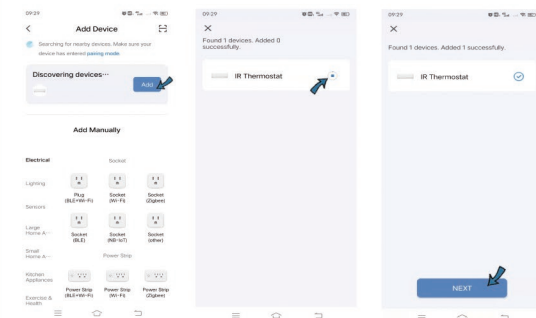 09:29
Add Device
Searching for nearby devices. Make sure your
device has entered pairing mode.
Discovering devices···
Add
Add Manually
Electrical
Socket
Lighting
Plug
(BLE+Wi-Fi)
Socket
(Wi-Fi)
Socket
(Zigbee)
Sensors
Large
Home A···
Socket
(BLE)
Socket
(NB-IoT)
Socket
(other)
Small
Home A···
Power Strip
Kitchen
Appliances
Power Strip
(BLE+Wi-Fi)
Power Strip
(Wi-Fi)
Power Strip
(Zigbee)
Exercise &
Health
09:29
Found 1 devices. Added 0
successfully.
IR Thermostat
09:29
Found 1 devices. Added 1 successfully.
IR Thermostat
NEXT